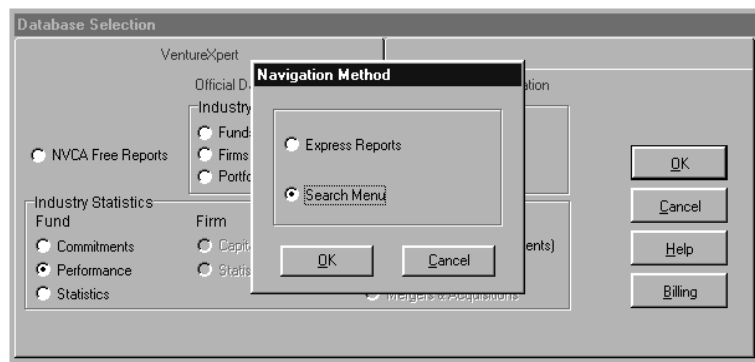 Database Selection
VentureXpert
Official D
Industry
Fund
Firms
Portfo
NVCA Free Reports
Industry Statistics
Fund
Firm
Commitments
Performance
Statistics
Capit
Statis
ation
ents)
Mergers & Acquisitions
Navigation Method
Express Reports
Search Menu
OK
Cancel
OK
Cancel
Help
Billing